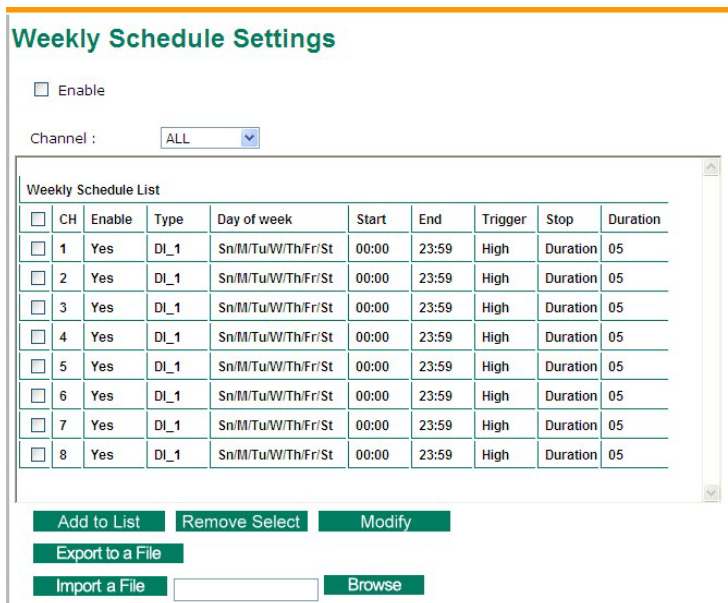 Weekly Schedule Settings
Enable
Channel : ALL
Weekly Schedule List
CH Enable Type Day of week Start End Trigger Stop Duration
1 Yes DI_1 Sn/M/Tu/W/Th/Fr/St 00:00 23:59 High Duration 05
2 Yes DI_1 Sn/M/Tu/W/Th/Fr/St 00:00 23:59 High Duration 05
3 Yes DI_1 Sn/M/Tu/W/Th/Fr/St 00:00 23:59 High Duration 05
4 Yes DI_1 Sn/M/Tu/W/Th/Fr/St 00:00 23:59 High Duration 05
5 Yes DI_1 Sn/M/Tu/W/Th/Fr/St 00:00 23:59 High Duration 05
6 Yes DI_1 Sn/M/Tu/W/Th/Fr/St 00:00 23:59 High Duration 05
7 Yes DI_1 Sn/M/Tu/W/Th/Fr/St 00:00 23:59 High Duration 05
8 Yes DI_1 Sn/M/Tu/W/Th/Fr/St 00:00 23:59 High Duration 05
Add to List Remove Select Modify
Export to a File
Import a File Browse